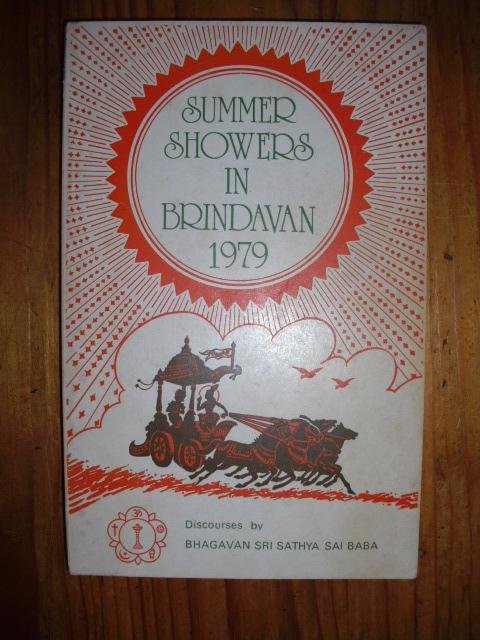 SUMMER
SHOWERS
IN
BRINDAVAN
1979
Discourses by
BHAGAVAN SRI SATHYA SAI BABA